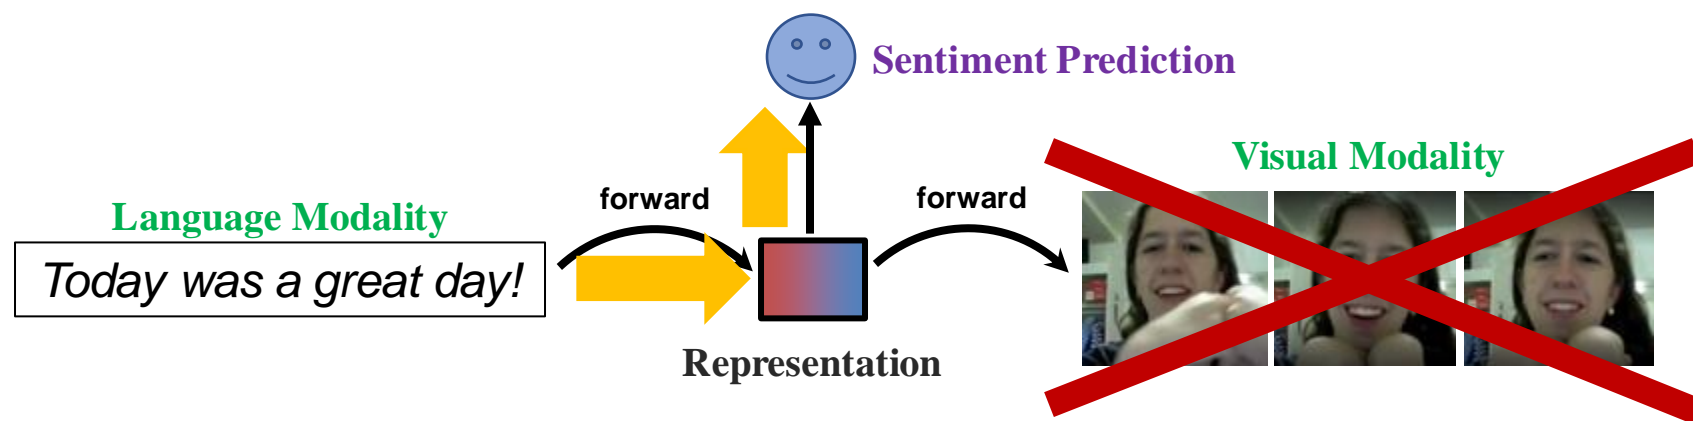 Sentiment Prediction
Visual Modality
forward
forward
Language Modality
Today was a great day!
Representation